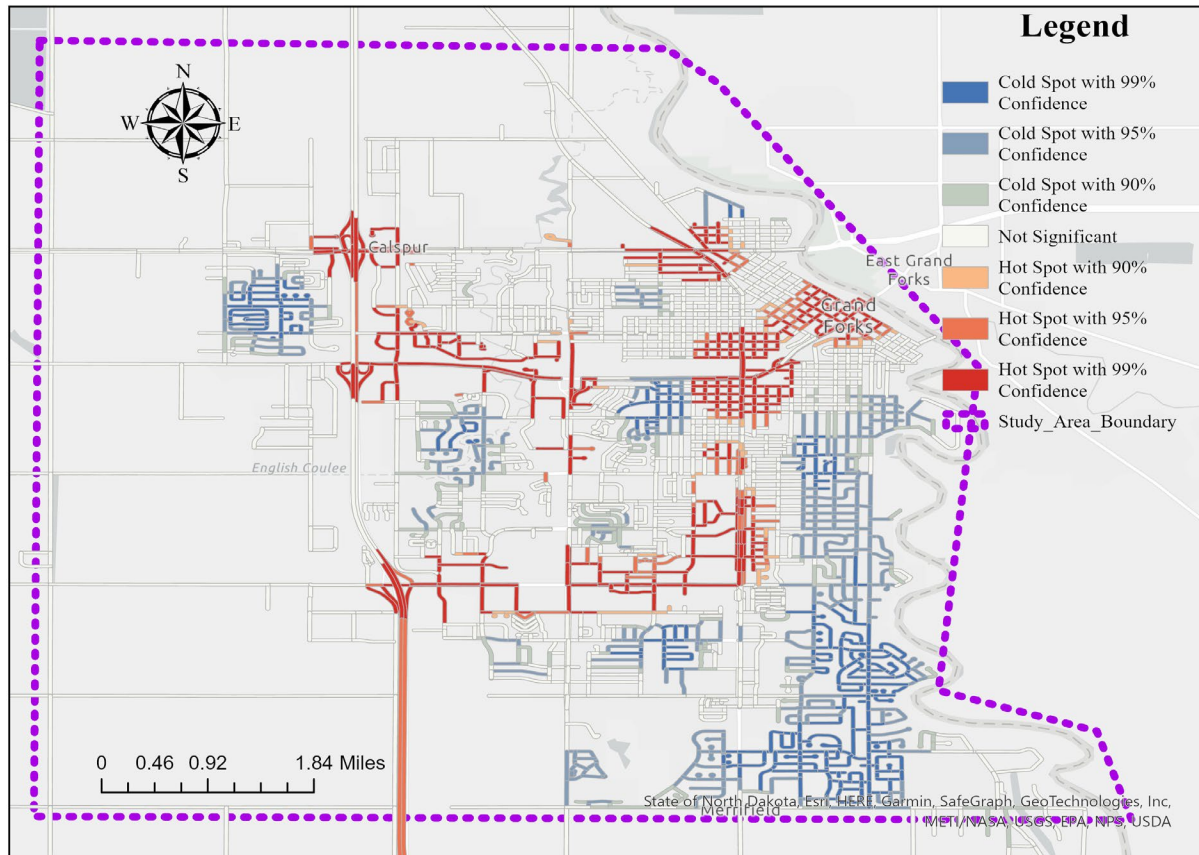 Legend
Cold Spot with 99%
Confidence
Cold Spot with 95%
Confidence
Cold Spot with 90%
Confidence
Not Significant
Hot Spot with 90%
Confidence
Hot Spot with 95%
Confidence
Hot Spot with 99%
Confidence
Study_Area_Boundary
N
W E
S
Calspur
East Grand
Forks
Grand
Forks
English Coulee
0 0.46 0.92 1.84 Miles
Merrifield
State of North Dakota, Esri, HERE, Garmin, SafeGraph, GeoTechnologies, Inc,
METI/NASA, USGS, EPA, NPS, USDA